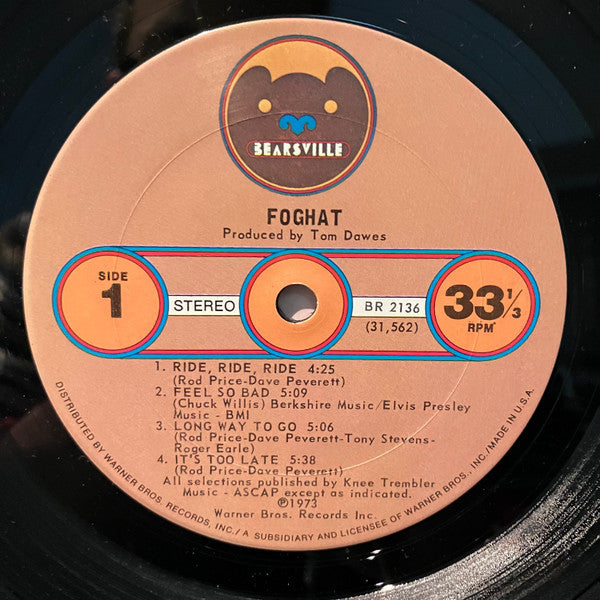 BEARSVILLE
FOGHAT
Produced by Tom Dawes
SIDE
1
STEREO
BR 2136
(31,562)
33 1/3
RPM
1. RIDE, RIDE, RIDE 4:25
(Rod Price-Dave Peverett)
2. FEEL SO BAD 5:09
(Chuck Willis) Berkshire Music/Elvis Presley
Music - BMI
3. LONG WAY TO GO 5:06
(Rod Price-Dave Peverett-Tony Stevens-
Roger Earle)
4. IT'S TOO LATE 5:38
(Rod Price-Dave Peverett)
All selections published by Knee Trembler
Music - ASCAP except as indicated.
℗1973
Warner Bros. Records Inc.
DISTRIBUTED BY WARNER BROS. RECORDS, INC./A SUBSIDIARY AND LICENSEE OF WARNER BROS. INC./MADE IN U.S.A.